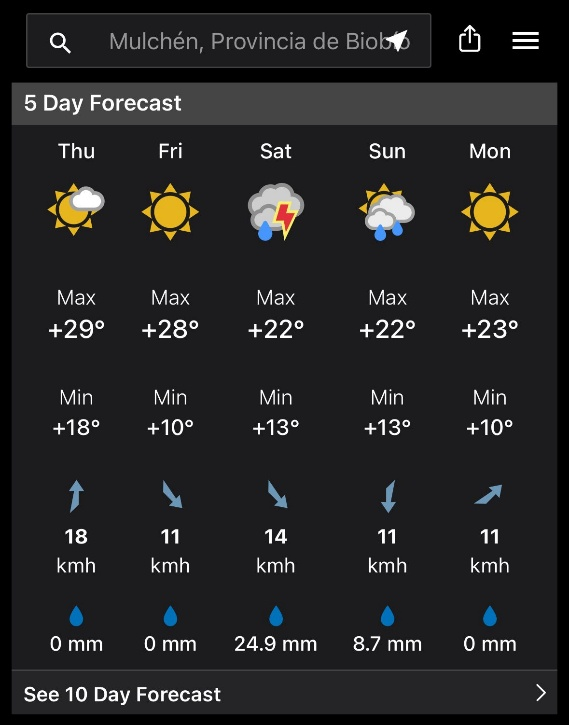 Mulchén, Provincia de Biobío
5 Day Forecast
Thu Fri Sat Sun Mon
Max Max Max Max Max
+29° +28° +22° +22° +23°
Min Min Min Min Min
+18° +10° +13° +13° +10°
18 11 14 11 11
kmh kmh kmh kmh kmh
0 mm 0 mm 24.9 mm 8.7 mm 0 mm
See 10 Day Forecast